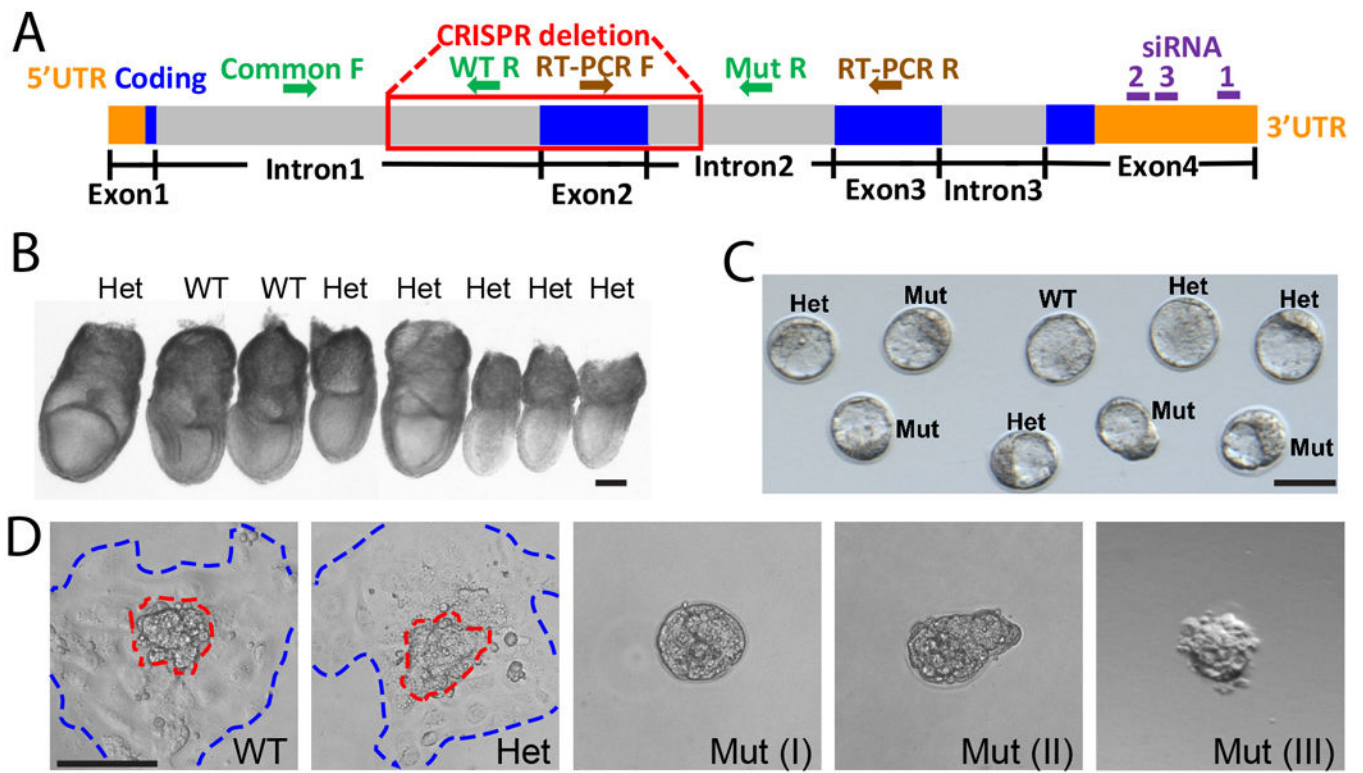 A
CRISPR deletion
siRNA
5'UTR Coding Common F WT R RT-PCR F Mut R RT-PCR R 2 3 1
3'UTR
Intron1 Intron2 Exon4
Exon1 Exon2 Exon3 Intron3
B
Het WT WT Het Het Het Het Het
C
Het Mut WT Het Het
Mut Het Mut Mut
D
WT Het Mut (I) Mut (II) Mut (III)